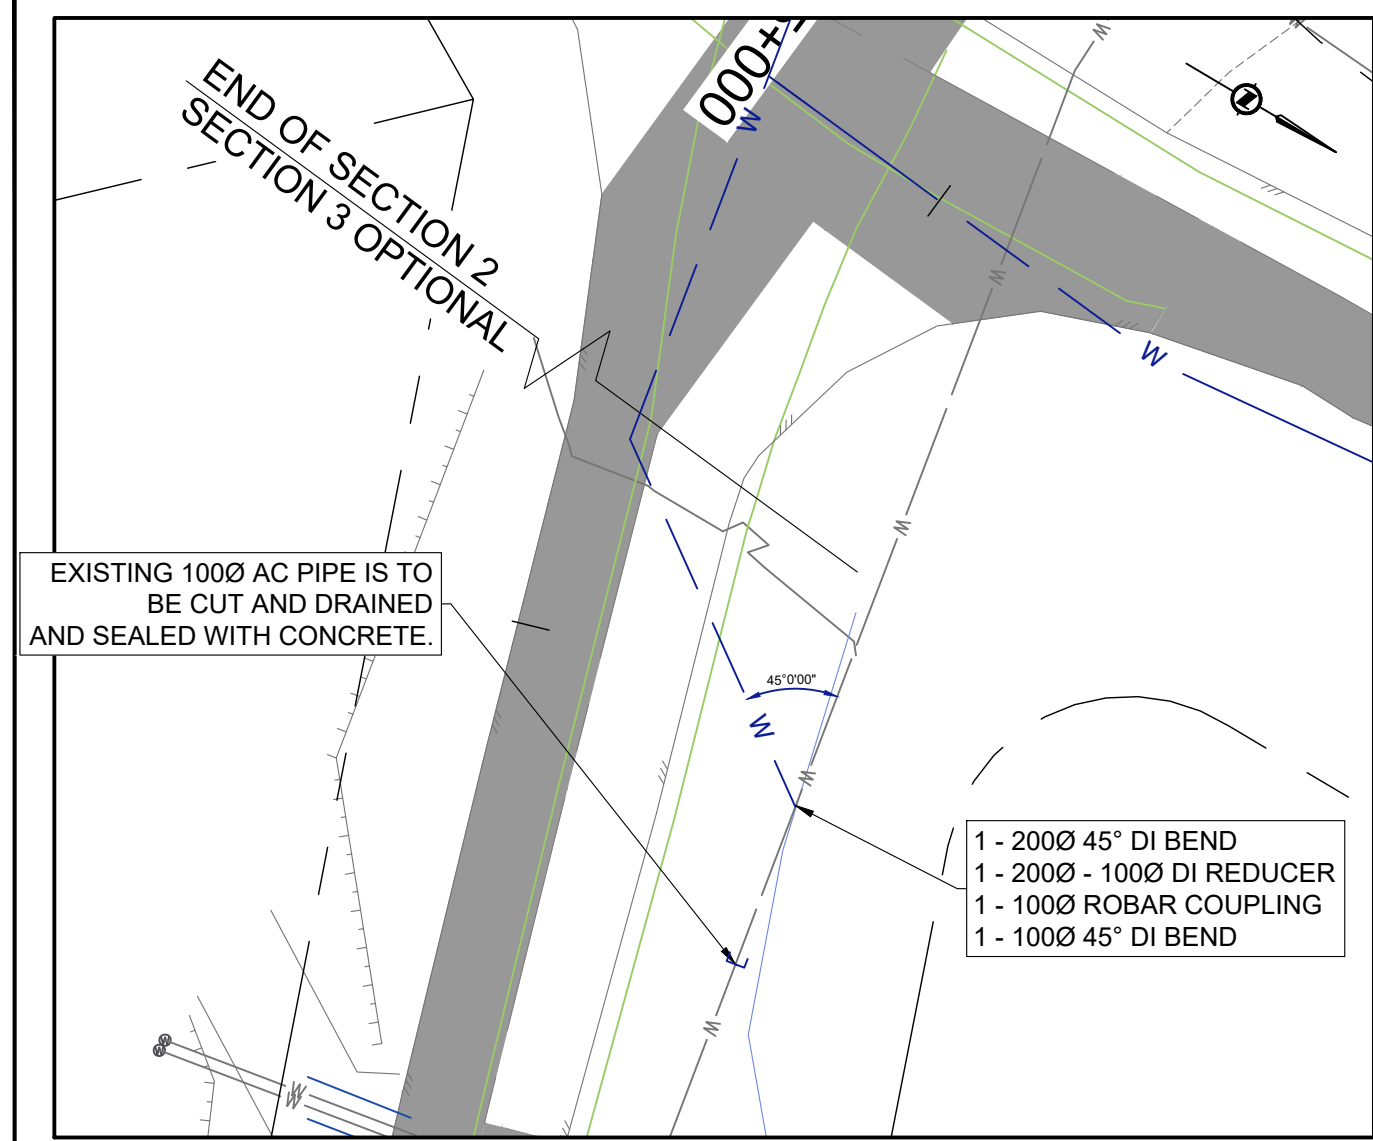 END OF SECTION 2
SECTION 3 OPTIONAL
W
W
W
W
W
W
EXISTING 100Ø AC PIPE IS TO
BE CUT AND DRAINED
AND SEALED WITH CONCRETE.
45°0'00"
W
W
1 - 200Ø 45° DI BEND
1 - 200Ø - 100Ø DI REDUCER
1 - 100Ø ROBAR COUPLING
1 - 100Ø 45° DI BEND
W
W
W
W
W